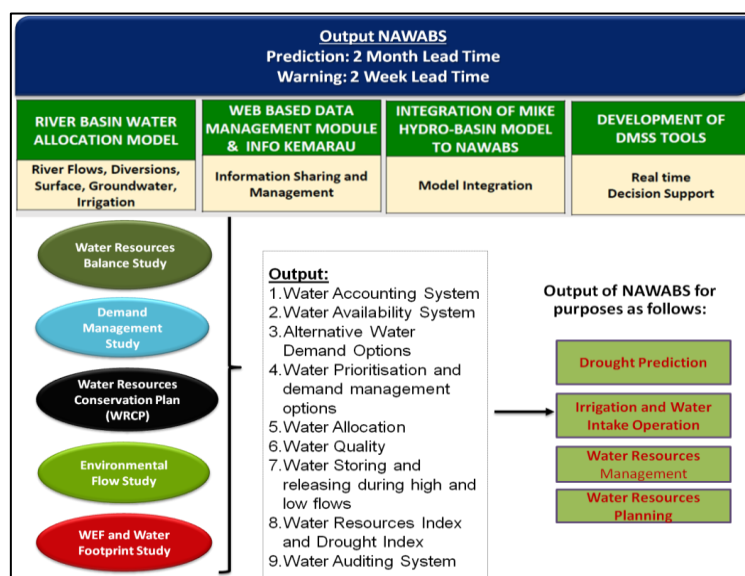 Output NAWABS
Prediction: 2 Month Lead Time
Warning: 2 Week Lead Time
RIVER BASIN WATER
ALLOCATION MODEL
River Flows, Diversions,
Surface, Groundwater,
Irrigation
WEB BASED DATA
MANAGEMENT MODULE
& INFO KEMARAU
Information Sharing and
Management
INTEGRATION OF MIKE
HYDRO-BASIN MODEL
TO NAWABS
Model Integration
DEVELOPMENT OF
DMSS TOOLS
Real time
Decision Support
Water Resources
Balance Study
Demand
Management
Study
Water Resources
Conservation Plan
(WRCP)
Environmental
Flow Study
WEF and Water
Footprint Study
Output:
1.Water Accounting System
2.Water Availability System
3.Alternative Water
Demand Options
4.Water Prioritisation and
demand management
options
5.Water Allocation
6.Water Quality
7.Water Storing and
releasing during high and
low flows
8.Water Resources Index
and Drought Index
9.Water Auditing System
Output of NAWABS for
purposes as follows:
Drought Prediction
Irrigation and Water
Intake Operation
Water Resources
Management
Water Resources
Planning